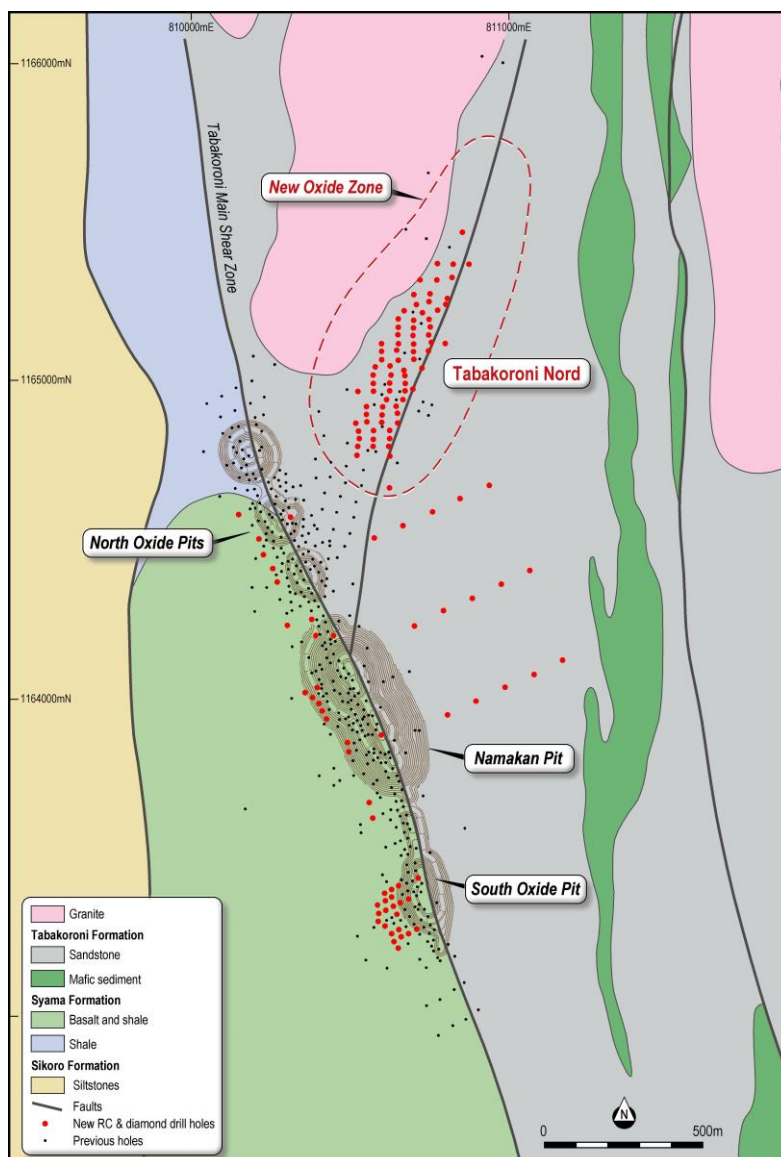 810000mE
811000mE
1166000mN
Tabakoroni Main Shear Zone
New Oxide Zone
1165000mN
Tabakoroni Nord
North Oxide Pits
1164000mN
Namakan Pit
South Oxide Pit
Granite
Tabakoroni Formation
Sandstone
Mafic sediment
Syama Formation
Basalt and shale
Shale
Sikoro Formation
Siltstones
Faults
New RC & diamond drill holes
Previous holes
N
0
500m